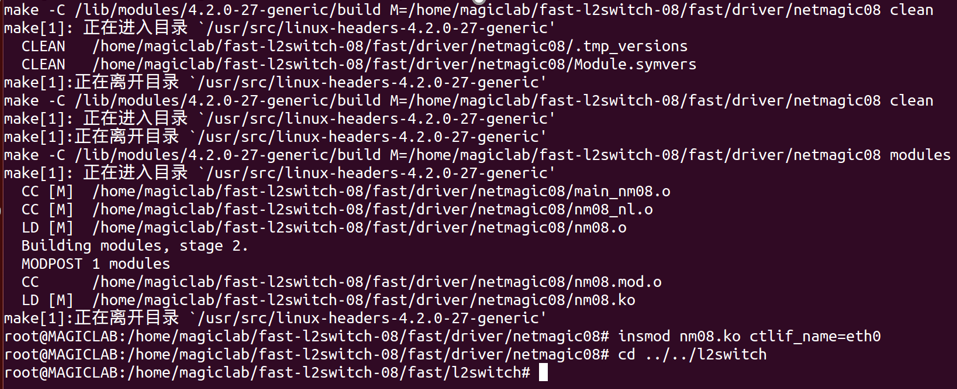 make -C /lib/modules/4.2.0-27-generic/build M=/home/magiclab/fast-l2switch-08/fast/driver/netmagic08 clean
make[1]: 正在进入目录 `/usr/src/linux-headers-4.2.0-27-generic'
  CLEAN   /home/magiclab/fast-l2switch-08/fast/driver/netmagic08/.tmp_versions
  CLEAN   /home/magiclab/fast-l2switch-08/fast/driver/netmagic08/Module.symvers
make[1]:正在离开目录 `/usr/src/linux-headers-4.2.0-27-generic'
make -C /lib/modules/4.2.0-27-generic/build M=/home/magiclab/fast-l2switch-08/fast/driver/netmagic08 clean
make[1]: 正在进入目录 `/usr/src/linux-headers-4.2.0-27-generic'
make[1]:正在离开目录 `/usr/src/linux-headers-4.2.0-27-generic'
make -C /lib/modules/4.2.0-27-generic/build M=/home/magiclab/fast-l2switch-08/fast/driver/netmagic08 modules
make[1]: 正在进入目录 `/usr/src/linux-headers-4.2.0-27-generic'
  CC [M]  /home/magiclab/fast-l2switch-08/fast/driver/netmagic08/main_nm08.o
  CC [M]  /home/magiclab/fast-l2switch-08/fast/driver/netmagic08/nm08_nl.o
  LD [M]  /home/magiclab/fast-l2switch-08/fast/driver/netmagic08/nm08.o
  Building modules, stage 2.
  MODPOST 1 modules
  CC      /home/magiclab/fast-l2switch-08/fast/driver/netmagic08/nm08.mod.o
  LD [M]  /home/magiclab/fast-l2switch-08/fast/driver/netmagic08/nm08.ko
make[1]:正在离开目录 `/usr/src/linux-headers-4.2.0-27-generic'
root@MAGICLAB:/home/magiclab/fast-l2switch-08/fast/driver/netmagic08# insmod nm08.ko ctlif_name=eth0
root@MAGICLAB:/home/magiclab/fast-l2switch-08/fast/driver/netmagic08# cd ../../l2switch
root@MAGICLAB:/home/magiclab/fast-l2switch-08/fast/l2switch#